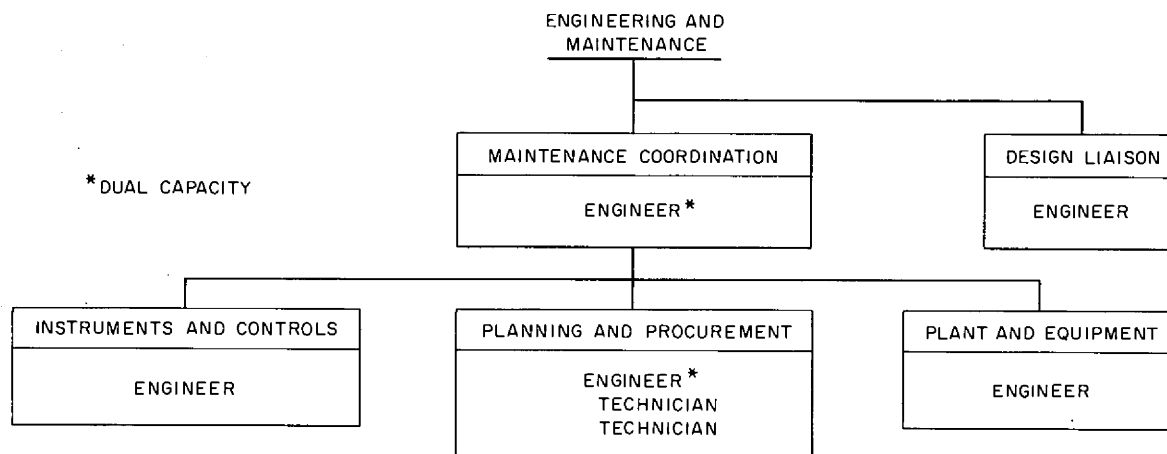 ENGINEERING AND
MAINTENANCE
MAINTENANCE COORDINATION
ENGINEER*
DESIGN LIAISON
ENGINEER
*DUAL CAPACITY
INSTRUMENTS AND CONTROLS
ENGINEER
PLANNING AND PROCUREMENT
ENGINEER*
TECHNICIAN
TECHNICIAN
PLANT AND EQUIPMENT
ENGINEER